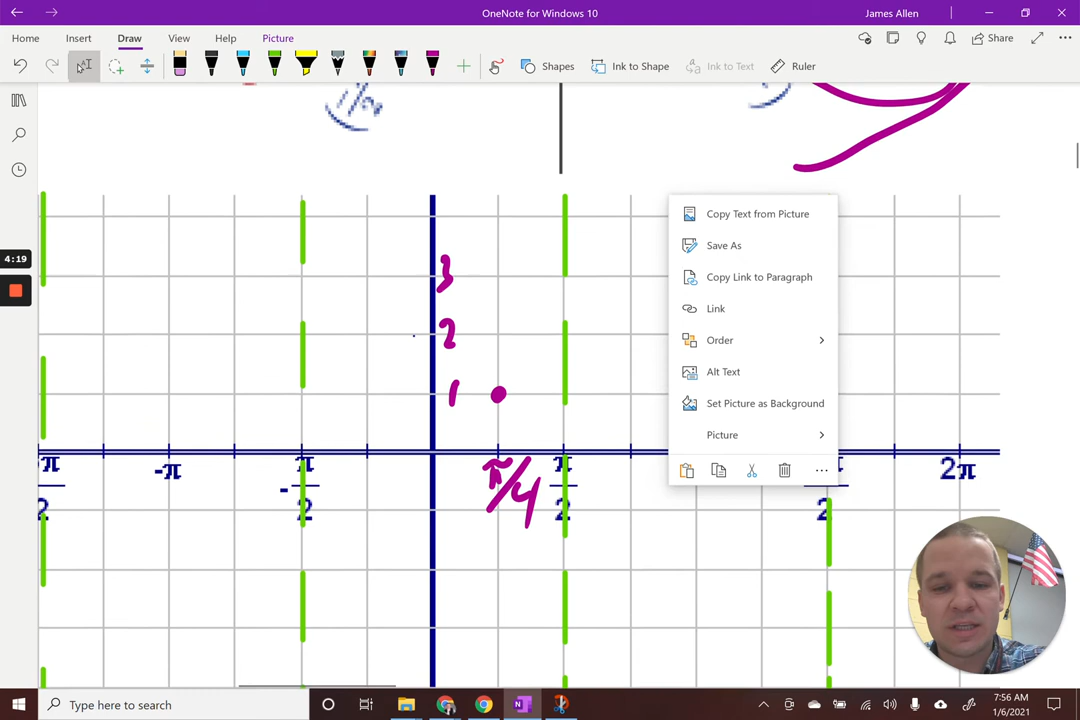 OneNote for Windows 10
James Allen
Home
Insert
Draw
View
Help
Picture
Share
Shapes
Ink to Shape
Ink to Text
Ruler
4:19
Copy Text from Picture
Save As
Copy Link to Paragraph
Link
Order
Alt Text
Set Picture as Background
Picture
3
2
1
π
2
-π
-π
2
π/4
π
2
π
2
2π
Type here to search
7:56 AM
1/6/2021